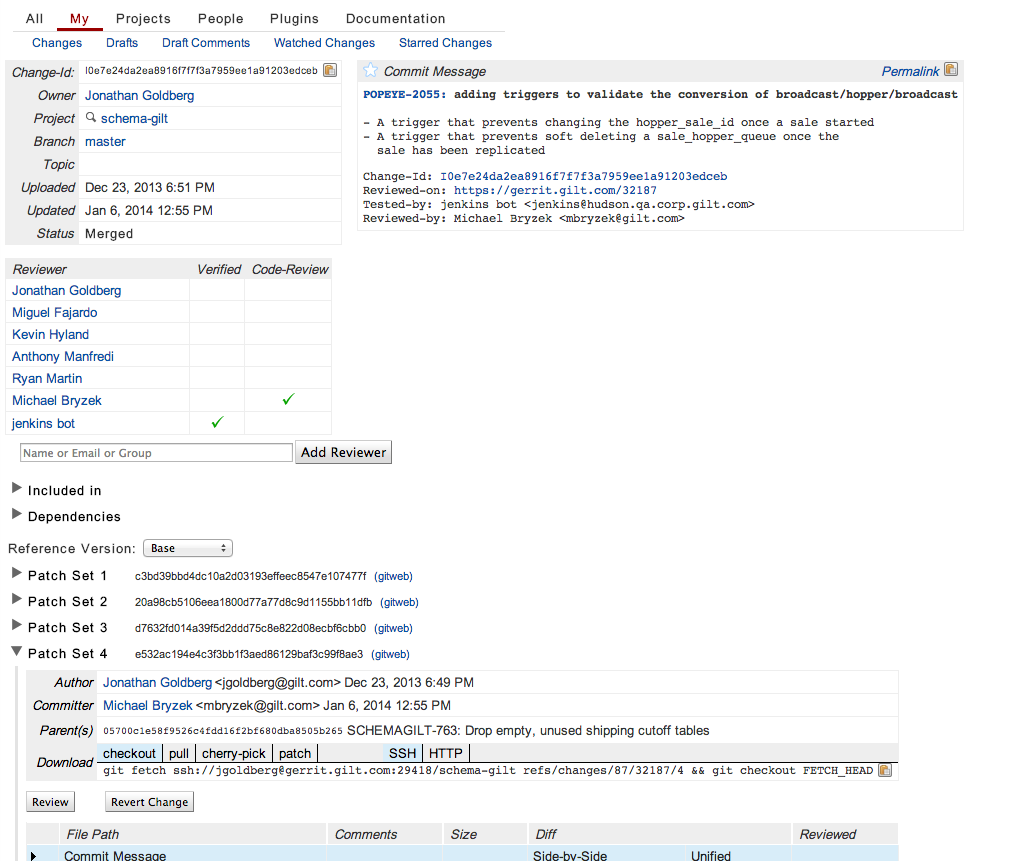 All My Projects People Plugins Documentation
Changes Drafts Draft Comments Watched Changes Starred Changes
Change-Id: I0e7e24da2ea8916f7f7f3a7959ee1a91203edceb
Owner Jonathan Goldberg
Project schema-gilt
Branch master
Topic
Uploaded Dec 23, 2013 6:51 PM
Updated Jan 6, 2014 12:55 PM
Status Merged
Commit Message Permalink
POPEYE-2055: adding triggers to validate the conversion of broadcast/hopper/broadcast
- A trigger that prevents changing the hopper_sale_id once a sale started
- A trigger that prevents soft deleting a sale_hopper_queue once the
sale has been replicated
Change-Id: I0e7e24da2ea8916f7f7f3a7959ee1a91203edceb
Reviewed-on: https://gerrit.gilt.com/32187
Tested-by: jenkins bot <jenkins@hudson.qa.corp.gilt.com>
Reviewed-by: Michael Bryzek <mbryzek@gilt.com>
Reviewer Verified Code-Review
Jonathan Goldberg
Miguel Fajardo
Kevin Hyland
Anthony Manfredi
Ryan Martin
Michael Bryzek
jenkins bot
Name or Email or Group Add Reviewer
Included in
Dependencies
Reference Version: Base
Patch Set 1 c3bd39bbd4dc10a2d03193effeec8547e107477f (gitweb)
Patch Set 2 20a98cb5106eea1800d77a77d8c9d1155bb11dfb (gitweb)
Patch Set 3 d7632fd014a39f5d2ddd75c8e822d08ecbf6cbb0 (gitweb)
Patch Set 4 e532ac194e4c3f3bb1f3aed86129baf3c99f8ae3 (gitweb)
Author Jonathan Goldberg <jgoldberg@gilt.com> Dec 23, 2013 6:49 PM
Committer Michael Bryzek <mbryzek@gilt.com> Jan 6, 2014 12:55 PM
Parent(s) 05700c1e58f9526c4fdd16f2bf680dba8505b265 SCHEMAGILT-763: Drop empty, unused shipping cutoff tables
Download checkout pull cherry-pick patch SSH HTTP
git fetch ssh://jgoldberg@gerrit.gilt.com:29418/schema-gilt refs/changes/87/32187/4 && git checkout FETCH_HEAD
Review Revert Change
File Path Comments Size Diff Reviewed
Commit Message Side-by-Side Unified